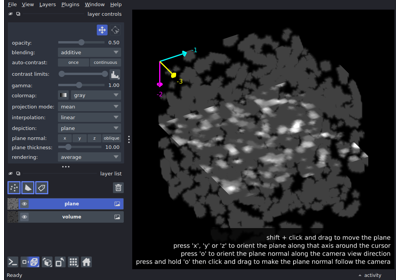 File View Layers Plugins Window Help
layer controls
opacity: 0.50
blending: additive
auto-contrast: once continuous
contrast limits:
gamma: 1.00
colormap: gray
projection mode: mean
interpolation: linear
depiction: plane
plane normal: x y z oblique
plane thickness: 10.00
rendering: average
layer list
plane
volume
Ready
1
3
shift + click and drag to move the plane
press 'x', 'y' or 'z' to orient the plane along that axis around the cursor
press 'o' to orient the plane normal along the camera view direction
press and hold 'o' then click and drag to make the plane normal follow the camera
activity